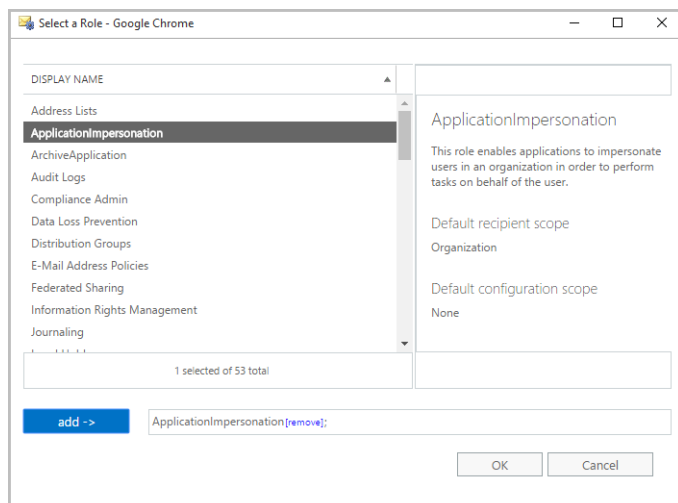 Select a Role - Google Chrome
DISPLAY NAME
Address Lists
ApplicationImpersonation
ArchiveApplication
Audit Logs
Compliance Admin
Data Loss Prevention
Distribution Groups
E-Mail Address Policies
Federated Sharing
Information Rights Management
Journaling
1 selected of 53 total
ApplicationImpersonation
This role enables applications to impersonate
users in an organization in order to perform
tasks on behalf of the user.
Default recipient scope
Organization
Default configuration scope
None
add ->
ApplicationImpersonation[remove];
OK
Cancel